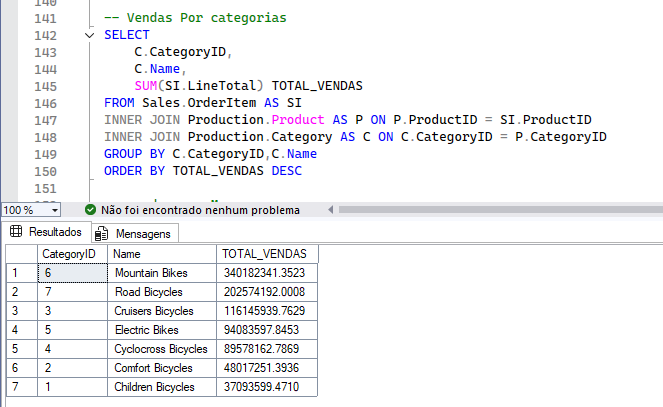 140
141 -- Vendas Por categorias
142 SELECT
143 C.CategoryID,
144 C.Name,
145 SUM(SI.LineTotal) TOTAL_VENDAS
146 FROM Sales.OrderItem AS SI
147 INNER JOIN Production.Product AS P ON P.ProductID = SI.ProductID
148 INNER JOIN Production.Category AS C ON C.CategoryID = P.CategoryID
149 GROUP BY C.CategoryID,C.Name
150 ORDER BY TOTAL_VENDAS DESC
151
100 % Não foi encontrado nenhum problema
Resultados Mensagens
CategoryID Name TOTAL_VENDAS
1 6 Mountain Bikes 340182341.3523
2 7 Road Bicycles 202574192.0008
3 3 Cruisers Bicycles 116145939.7629
4 5 Electric Bikes 94083597.8453
5 4 Cyclocross Bicycles 89578162.7869
6 2 Comfort Bicycles 48017251.3936
7 1 Children Bicycles 37093599.4710